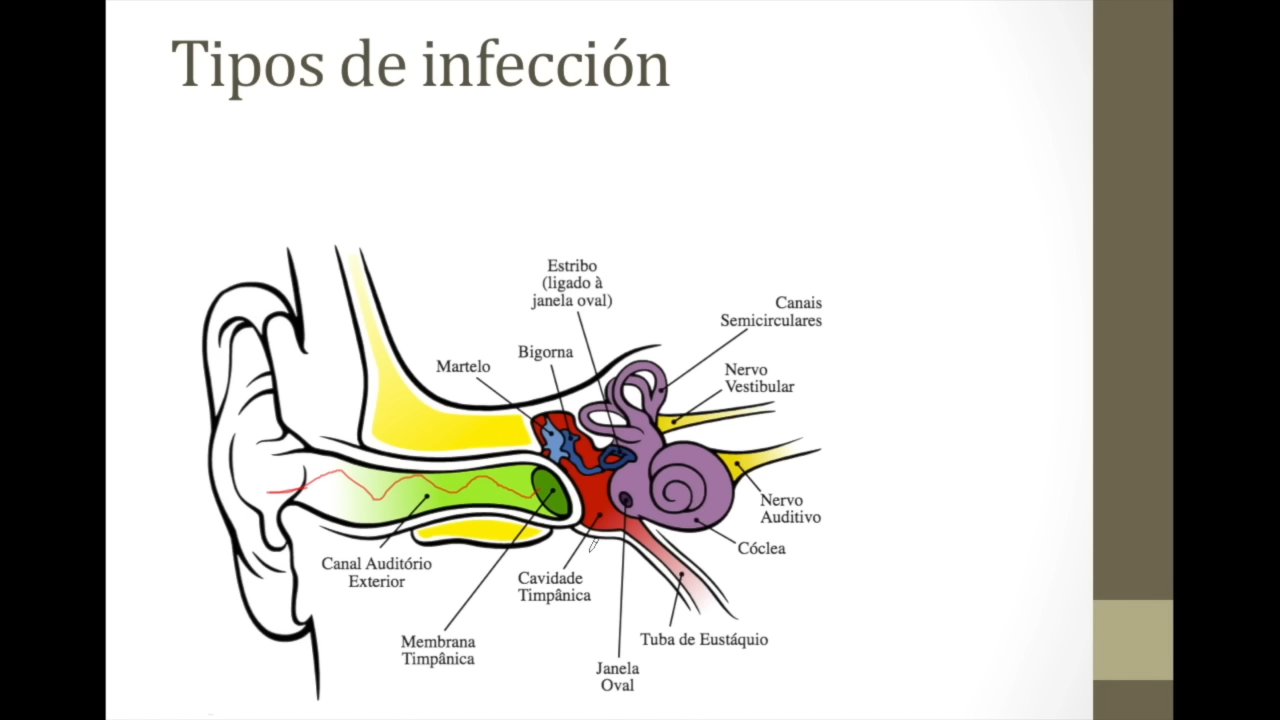 Tipos de infección
Estribo
(ligado à
janela oval)
Canais
Semicirculares
Bigorna
Martelo
Nervo
Vestibular
Nervo
Auditivo
Cóclea
Canal Auditório
Exterior
Cavidade
Timpânica
Membrana
Timpânica
Tuba de Eustáquio
Janela
Oval